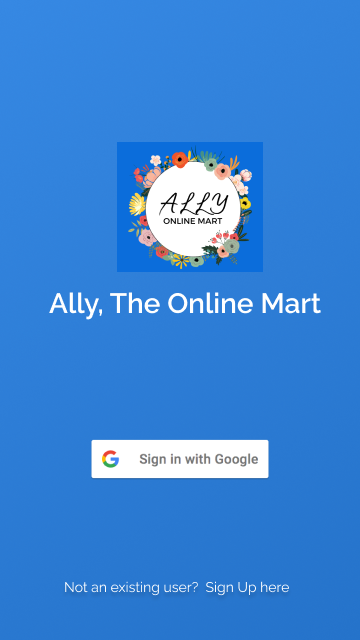 ALLY
ONLINE MART
Ally, The Online Mart
Sign in with Google
Not an existing user? Sign Up here